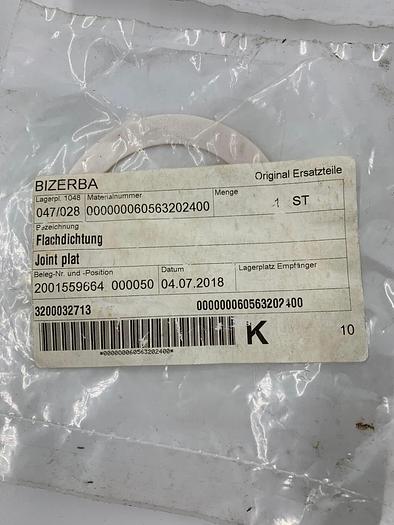 BIZERBA Original Ersatzteile
Lagerpl. 1048 Materialnummer Menge
047/028 000000060563202400 1 ST
Bezeichnung
Flachdichtung
Joint plat
Beleg-Nr. und -Position Datum Lagerplatz Empfänger
2001559664 000050 04.07.2018
3200032713 000000060563202400
K 10
*000000060563202400*